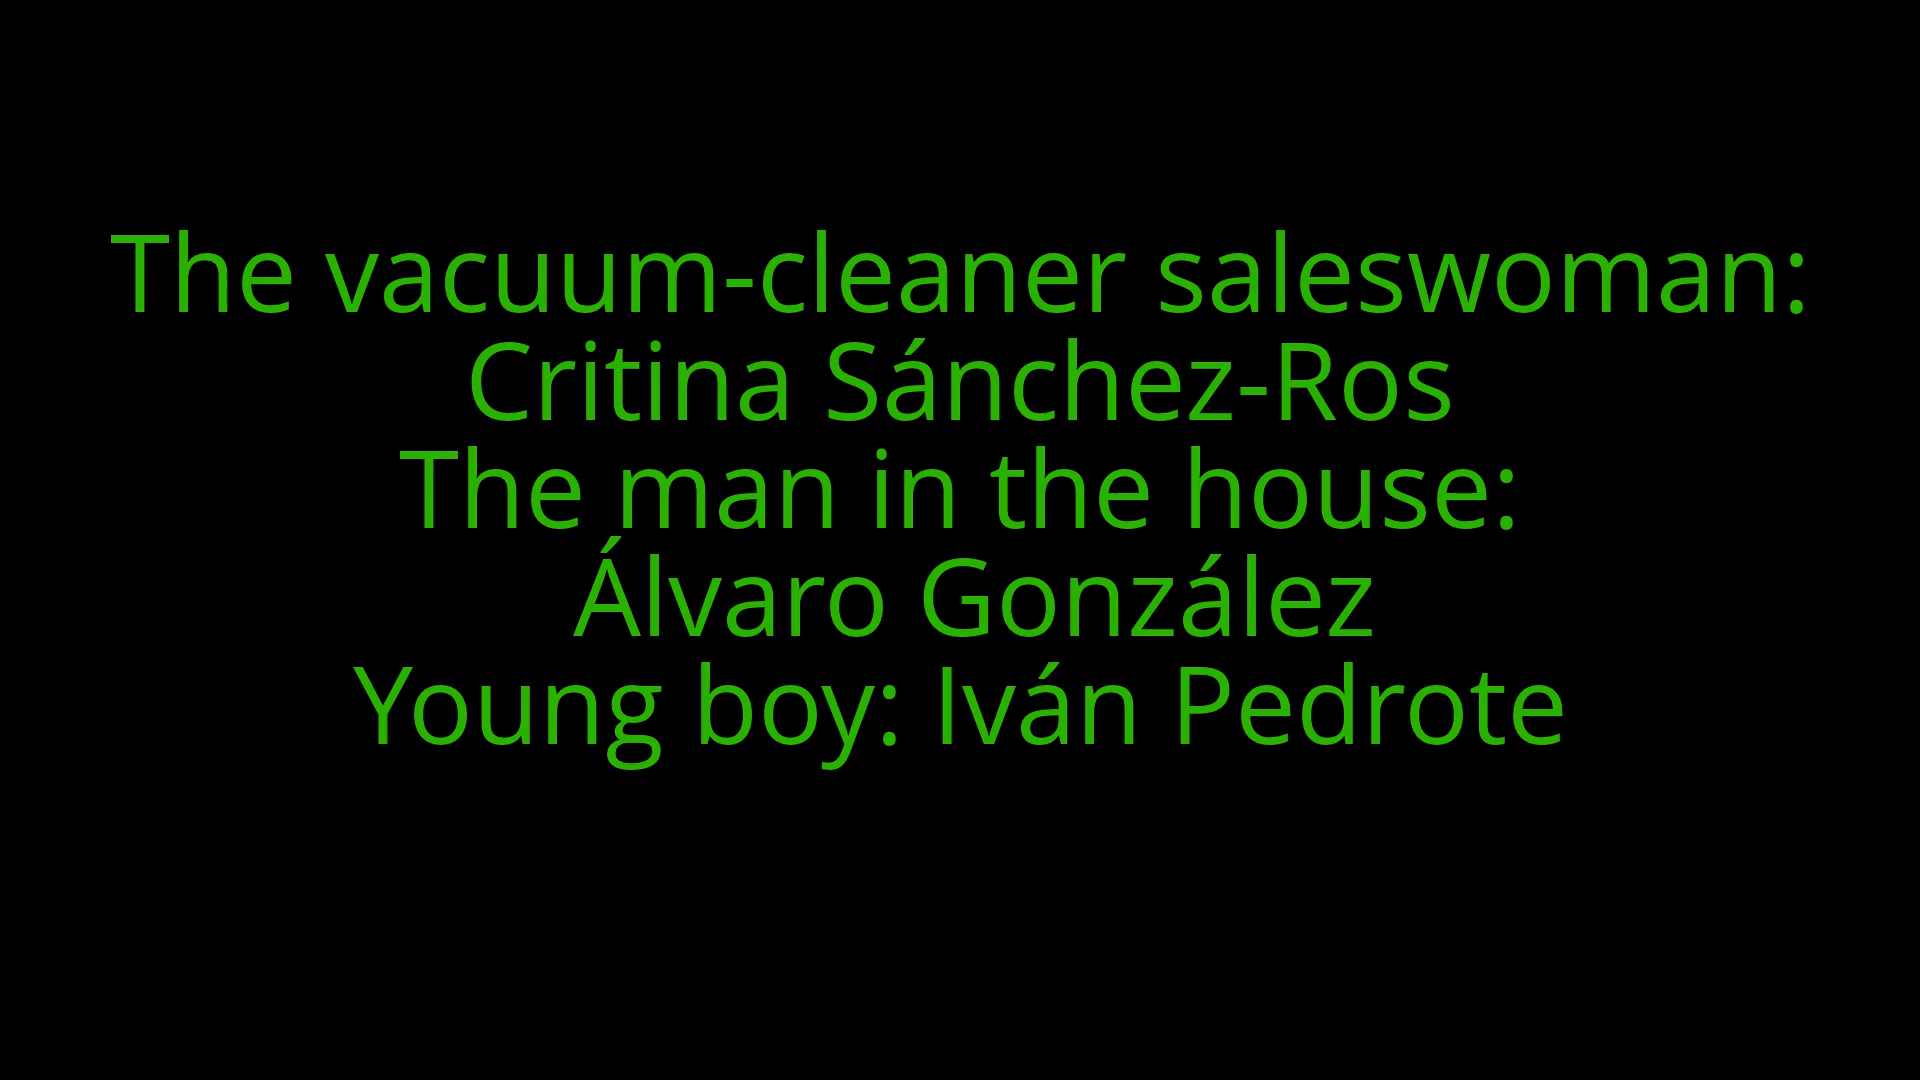 The vacuum-cleaner saleswoman:
Critina Sánchez-Ros
The man in the house:
Álvaro González
Young boy: Iván Pedrote